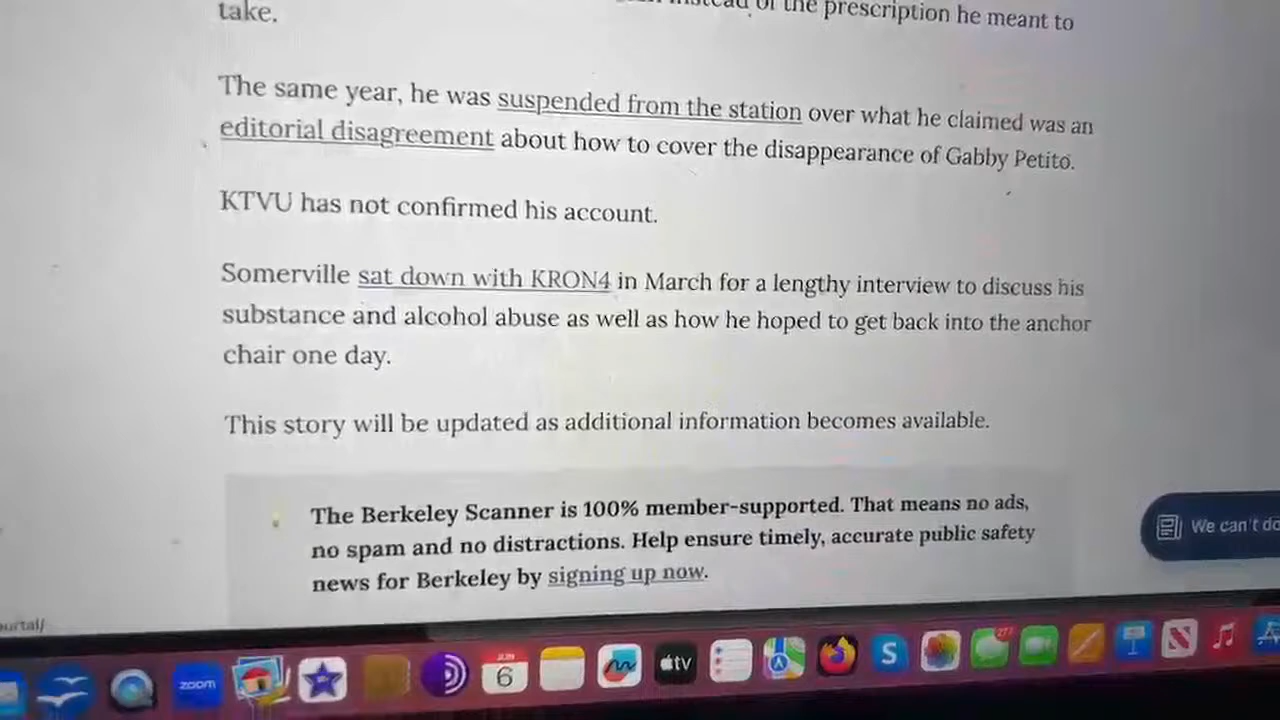 instead of the prescription he meant to
take.
The same year, he was suspended from the station over what he claimed was an
editorial disagreement about how to cover the disappearance of Gabby Petito.
KTVU has not confirmed his account.
Somerville sat down with KRON4 in March for a lengthy interview to discuss his
substance and alcohol abuse as well as how he hoped to get back into the anchor
chair one day.
This story will be updated as additional information becomes available.
The Berkeley Scanner is 100% member-supported. That means no ads,
no spam and no distractions. Help ensure timely, accurate public safety
news for Berkeley by signing up now.
We can't do
zoom
JUN
6
tv
S
277